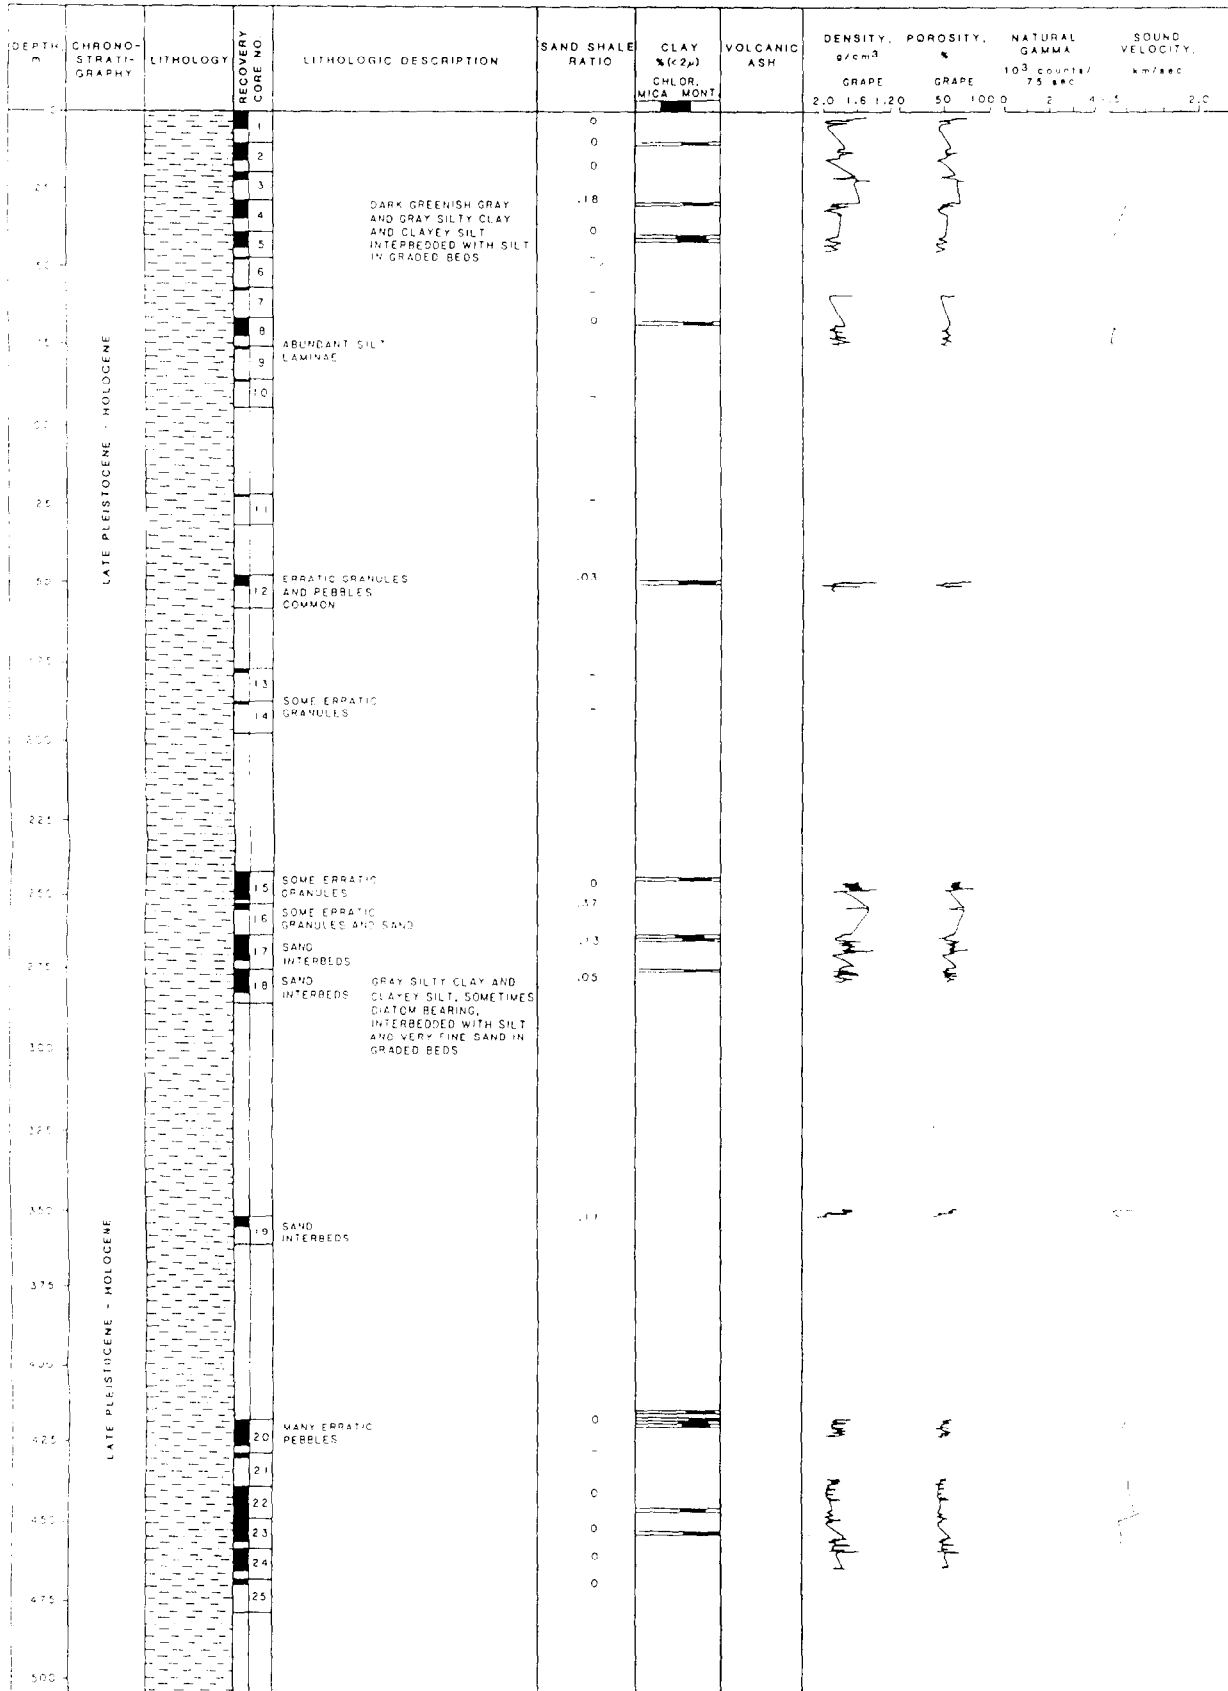 DEPTH, m
CHRONO-
STRATI-
GRAPHY
LITHOLOGY
RECOVERY
CORE NO.
LITHOLOGIC DESCRIPTION
SAND SHALE
RATIO
CLAY
%(<2μ)
CHLOR,
MICA MONT.
VOLCANIC
ASH
DENSITY,
g/cm3
GRAPE
2.0 1.6 1.20
POROSITY,
%
GRAPE
50 100
NATURAL
GAMMA
103 counts/
75 sec
0 2 4
SOUND
VELOCITY,
km/sec
2.0
1
0
2
0
0
3
DARK GREENISH GRAY
AND GRAY SILTY CLAY
AND CLAYEY SILT
INTEPBEDDED WITH SILT
IN GRADED BEDS
.18
4
0
5
6
-
7
-
8
0
ABUNDANT SILT
LAMINAE
9
10
-
LATE PLEISTOCENE - HOLOCENE
11
-
ERRATIC GRANULES
AND PEBBLES
COMMON
12
.03
13
-
SOME ERRATIC
GRANULES
14
-
200
225
SOME ERRATIC
GRANULES
15
0
250
SOME ERRATIC
GRANULES AND SAND
16
SAND
INTERBEDS
17
.13
275
SAND
INTERBEDS
18
.05
GRAY SILTY CLAY AND
CLAYEY SILT, SOMETIMES
DIATOM BEARING,
INTERBEDDED WITH SILT
AND VERY FINE SAND IN
GRADED BEDS
300
325
350
SAND
INTERBEDS
19
375
LATE PLEISTOCENE - HOLOCENE
400
MANY ERRATIC
PEBBLES
20
0
425
-
21
22
0
450
23
0
24
0
0
475
25
500